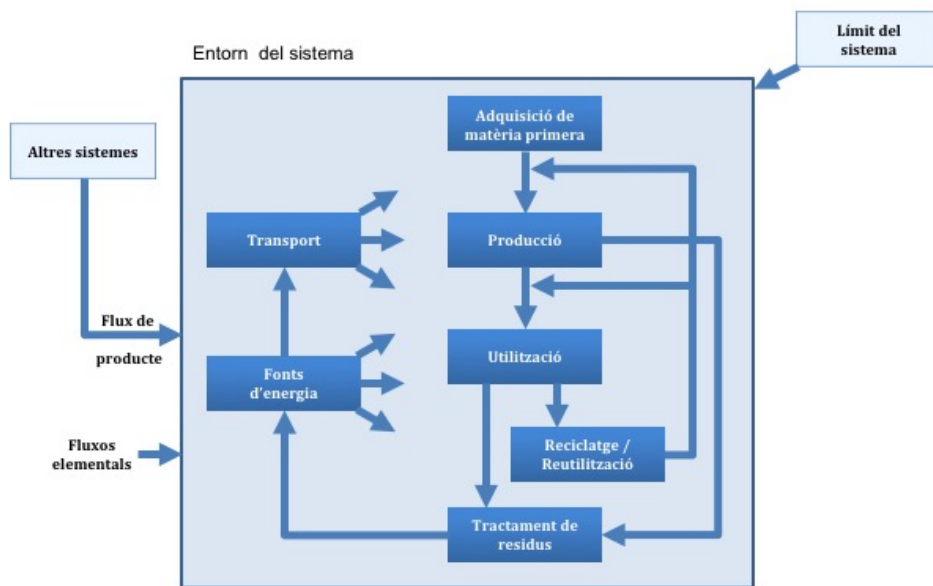 Límit del
sistema
Entorn del sistema
Adquisició de
matèria primera
Altres sistemes
Transport
Producció
Flux de
producte
Fonts
d'energia
Utilització
Fluxos
elementals
Reciclatge /
Reutilització
Tractament de
residus